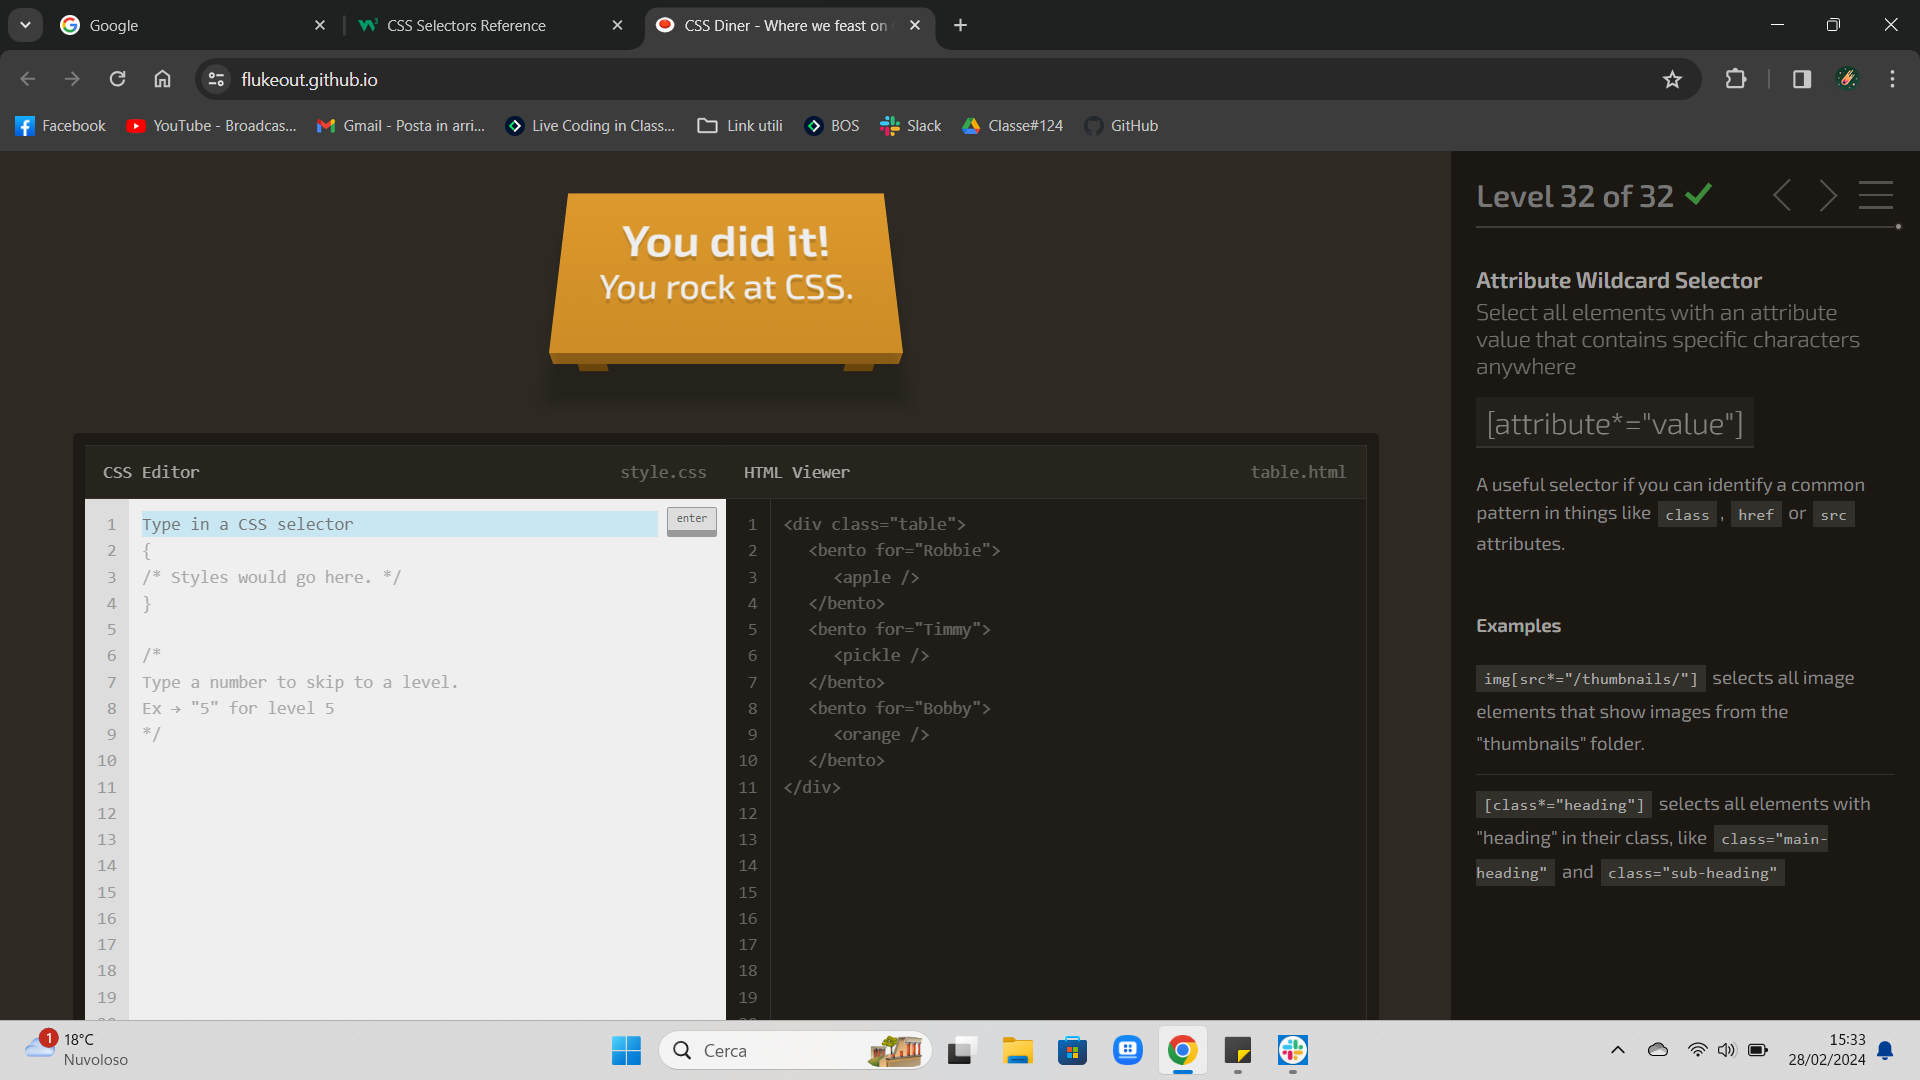 Google
CSS Selectors Reference
CSS Diner - Where we feast on
flukeout.github.io
Facebook
YouTube - Broadcas...
Gmail - Posta in arri...
Live Coding in Class...
Link utili
BOS
Slack
Classe#124
GitHub
You did it!
You rock at CSS.
CSS Editor
style.css
HTML Viewer
table.html
1 Type in a CSS selector
enter
2 {
3 /* Styles would go here. */
4 }
5
6 /*
7 Type a number to skip to a level.
8 Ex → "5" for level 5
9 */
10
11
12
13
14
15
16
17
18
19
1 <div class="table">
2 <bento for="Robbie">
3 <apple />
4 </bento>
5 <bento for="Timmy">
6 <pickle />
7 </bento>
8 <bento for="Bobby">
9 <orange />
10 </bento>
11 </div>
12
13
14
15
16
17
18
19
Level 32 of 32
Attribute Wildcard Selector
Select all elements with an attribute
value that contains specific characters
anywhere
[attribute*="value"]
A useful selector if you can identify a common
pattern in things like class , href or src
attributes.
Examples
img[src*="/thumbnails/"] selects all image
elements that show images from the
"thumbnails" folder.
[class*="heading"] selects all elements with
"heading" in their class, like class="main-
heading" and class="sub-heading"
1
18°C
Nuvoloso
Cerca
15:33
28/02/2024